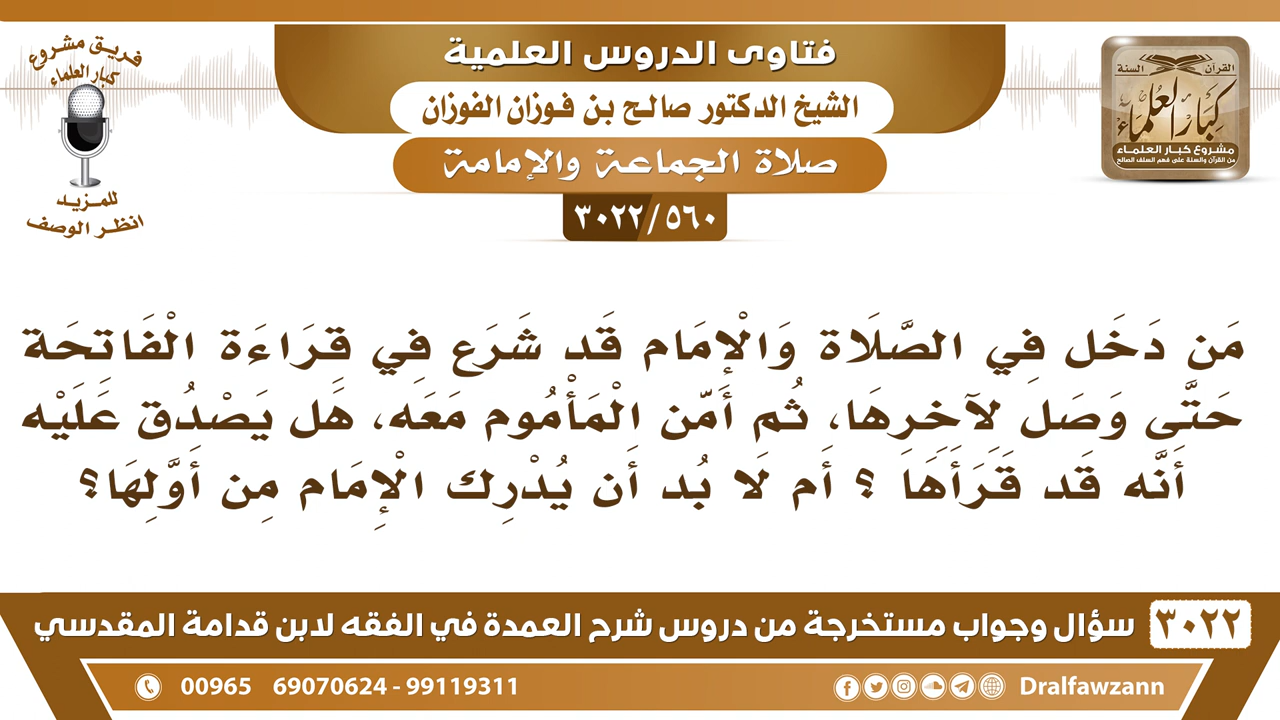 فريق مشروع
كبار العلماء
للمزيد
انظر الوصف
فتاوى الدروس العلمية
الشيخ الدكتور صالح بن فوزان الفوزان
صلاة الجماعة والإمامة
٥٦٠/ ٣٠٢٢
القرآن السنة
كبار العلماء
مشروع كبار العلماء
من القرآن والسنة على فهم السلف الصالح
مَن دَخَل فِي الصَّلَاة وَالْإِمَام قَد شَرَع فِي قرَاءَة الْفَاتحَة
حَتَّى وَصَل لآخرِهَا، ثُم أَمّن الْمَأْمُوم مَعَه، هَل يَصْدُق عَلَيْه
أَنَّه قَد قَرَأَهَا ؟ أَم لَا بُد أَن يُدْرِك الْإِمَام مِن أَوَّلِهَا؟
٣٠٢٢ سؤال وجواب مستخرجة من دروس شرح العمدة في الفقه لابن قدامة المقدسي
00965 69070624 - 99119311
Dralfawzann